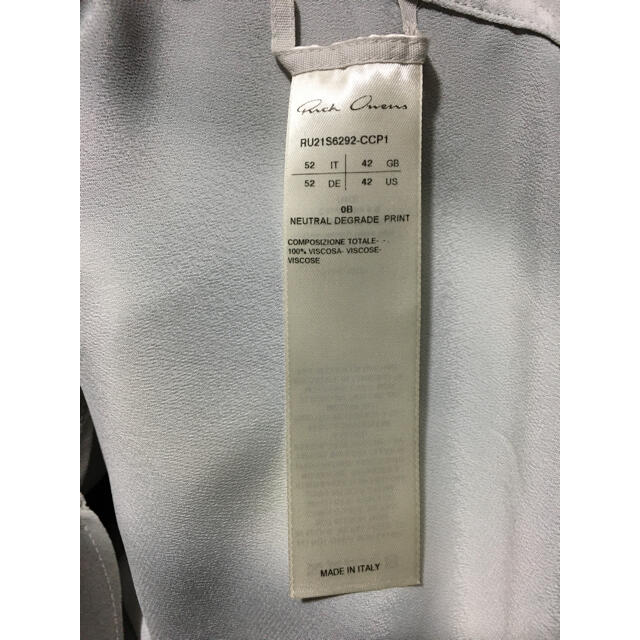 Rick Owens
RU21S6292-CCP1
52 IT 42 GB
52 DE 42 US
0B
NEUTRAL DEGRADE PRINT
COMPOSIZIONE TOTALE- -
100% VISCOSA- VISCOSE-
VISCOSE
MADE IN ITALY